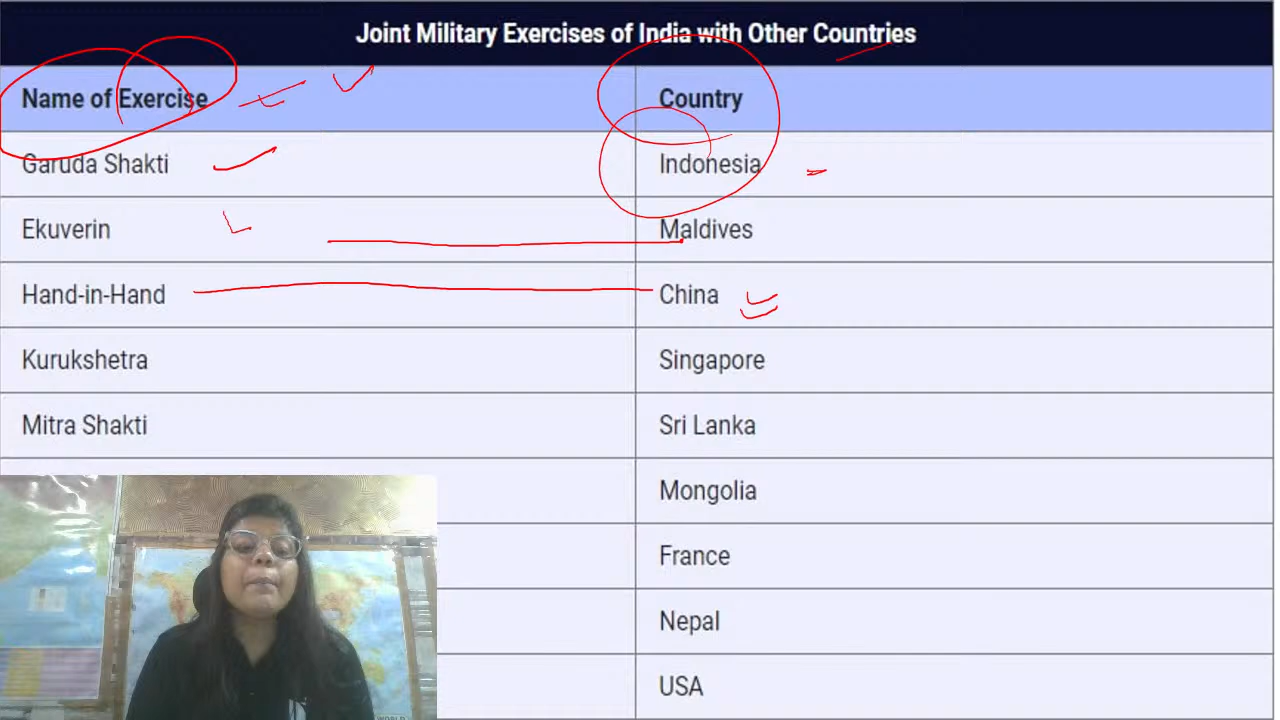 Joint Military Exercises of India with Other Countries
Name of Exercise Country
Garuda Shakti Indonesia
Ekuverin Maldives
Hand-in-Hand China
Kurukshetra Singapore
Mitra Shakti Sri Lanka
Mongolia
France
Nepal
USA
WORLD